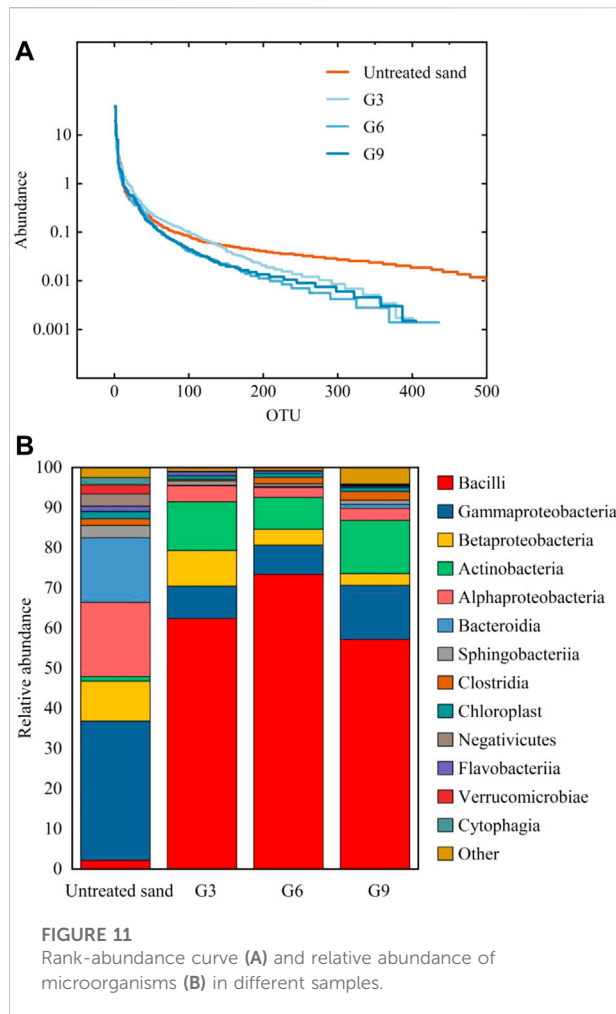 A
Untreated sand
G3
G6
G9
10
1
0.1
0.01
0.001
Abundance
0 100 200 300 400 500
OTU
B
100
90
80
70
60
50
40
30
20
10
0
Relative abundance
Untreated sand G3 G6 G9
Bacilli
Gammaproteobacteria
Betaproteobacteria
Actinobacteria
Alphaproteobacteria
Bacteroidia
Sphingobacteriia
Clostridia
Chloroplast
Negativicutes
Flavobacteriia
Verrucomicrobiae
Cytophagia
Other
FIGURE 11
Rank-abundance curve (A) and relative abundance of
microorganisms (B) in different samples.